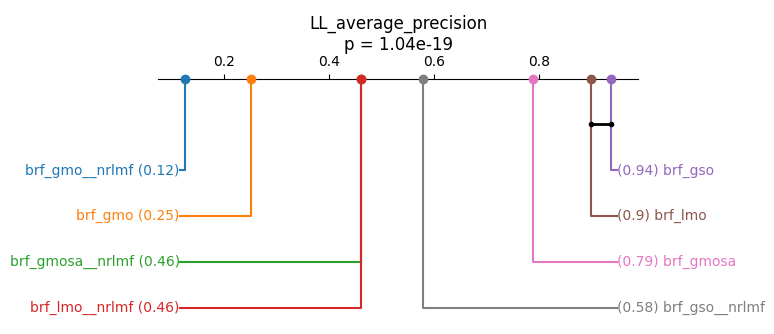 LL_average_precision
p = 1.04e-19
0.2 0.4 0.6 0.8
brf_gmo__nrlmf (0.12) (0.94) brf_gso
brf_gmo (0.25) (0.9) brf_lmo
brf_gmosa__nrlmf (0.46) (0.79) brf_gmosa
brf_lmo__nrlmf (0.46) (0.58) brf_gso__nrlmf